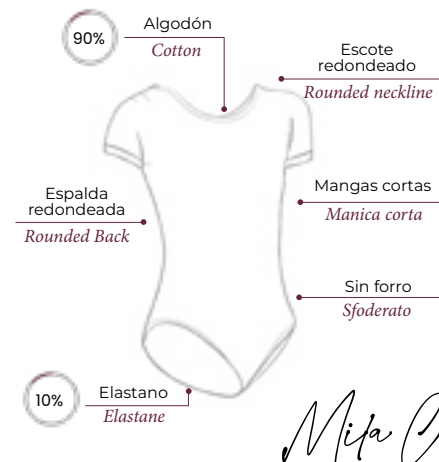 90%
Algodón
Cotton
Escote
redondeado
Rounded neckline
Espalda
redondeada
Rounded Back
Mangas cortas
Manica corta
Sin forro
Sfoderato
10%
Elastano
Elastane
Mila